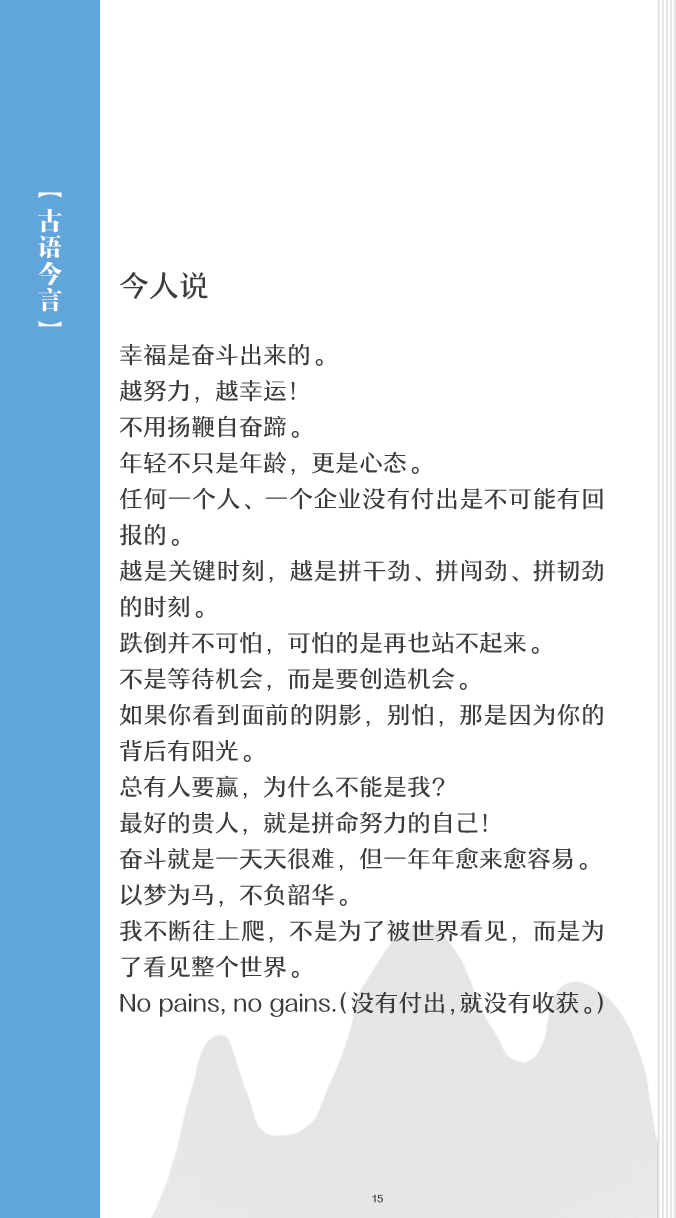 【古语今言】
今人说
幸福是奋斗出来的。
越努力，越幸运！
不用扬鞭自奋蹄。
年轻不只是年龄，更是心态。
任何一个人、一个企业没有付出是不可能有回
报的。
越是关键时刻，越是拼干劲、拼闯劲、拼韧劲
的时刻。
跌倒并不可怕，可怕的是再也站不起来。
不是等待机会，而是要创造机会。
如果你看到面前的阴影，别怕，那是因为你的
背后有阳光。
总有人要赢，为什么不能是我？
最好的贵人，就是拼命努力的自己！
奋斗就是一天天很难，但一年年愈来愈容易。
以梦为马，不负韶华。
我不断往上爬，不是为了被世界看见，而是为
了看见整个世界。
No pains, no gains.（没有付出，就没有收获。）
15